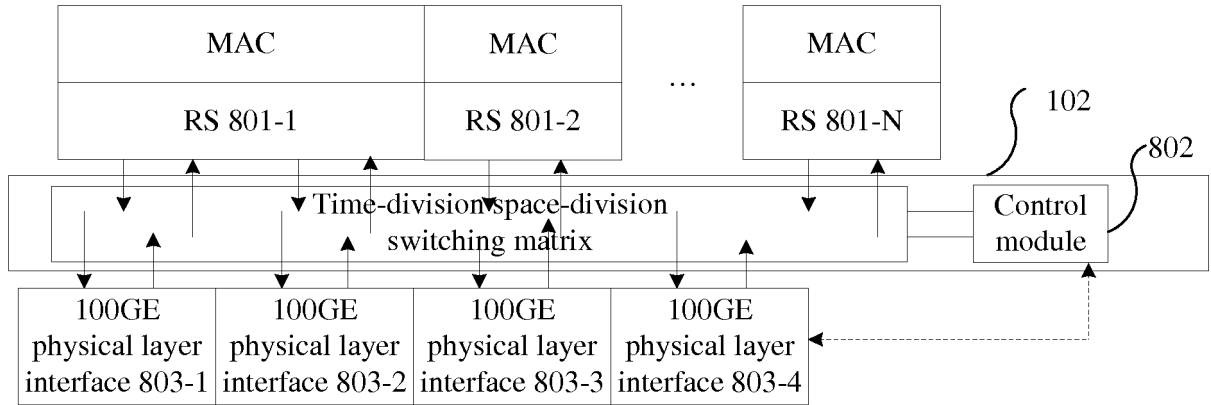 MAC
MAC
MAC
...
RS 801-1
RS 801-2
RS 801-N
102
802
Time-division space-division
switching matrix
Control
module
100GE
physical layer
interface 803-1
100GE
physical layer
interface 803-2
100GE
physical layer
interface 803-3
100GE
physical layer
interface 803-4